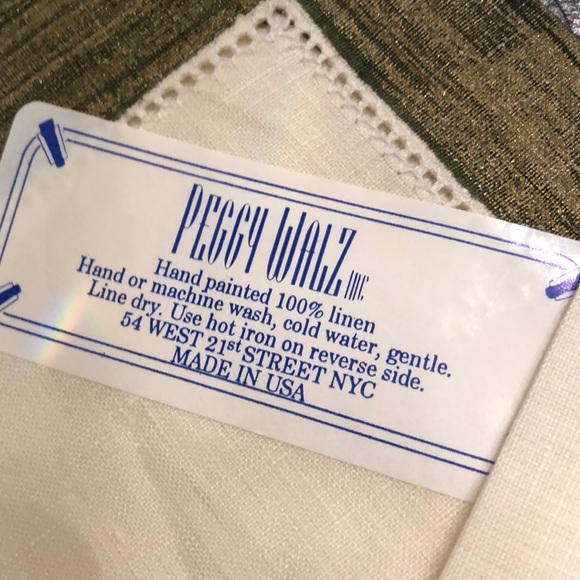 PEGGY WALZ INC.
Hand painted 100% linen
Hand or machine wash, cold water, gentle.
Line dry. Use hot iron on reverse side.
54 WEST 21st STREET NYC
MADE IN USA